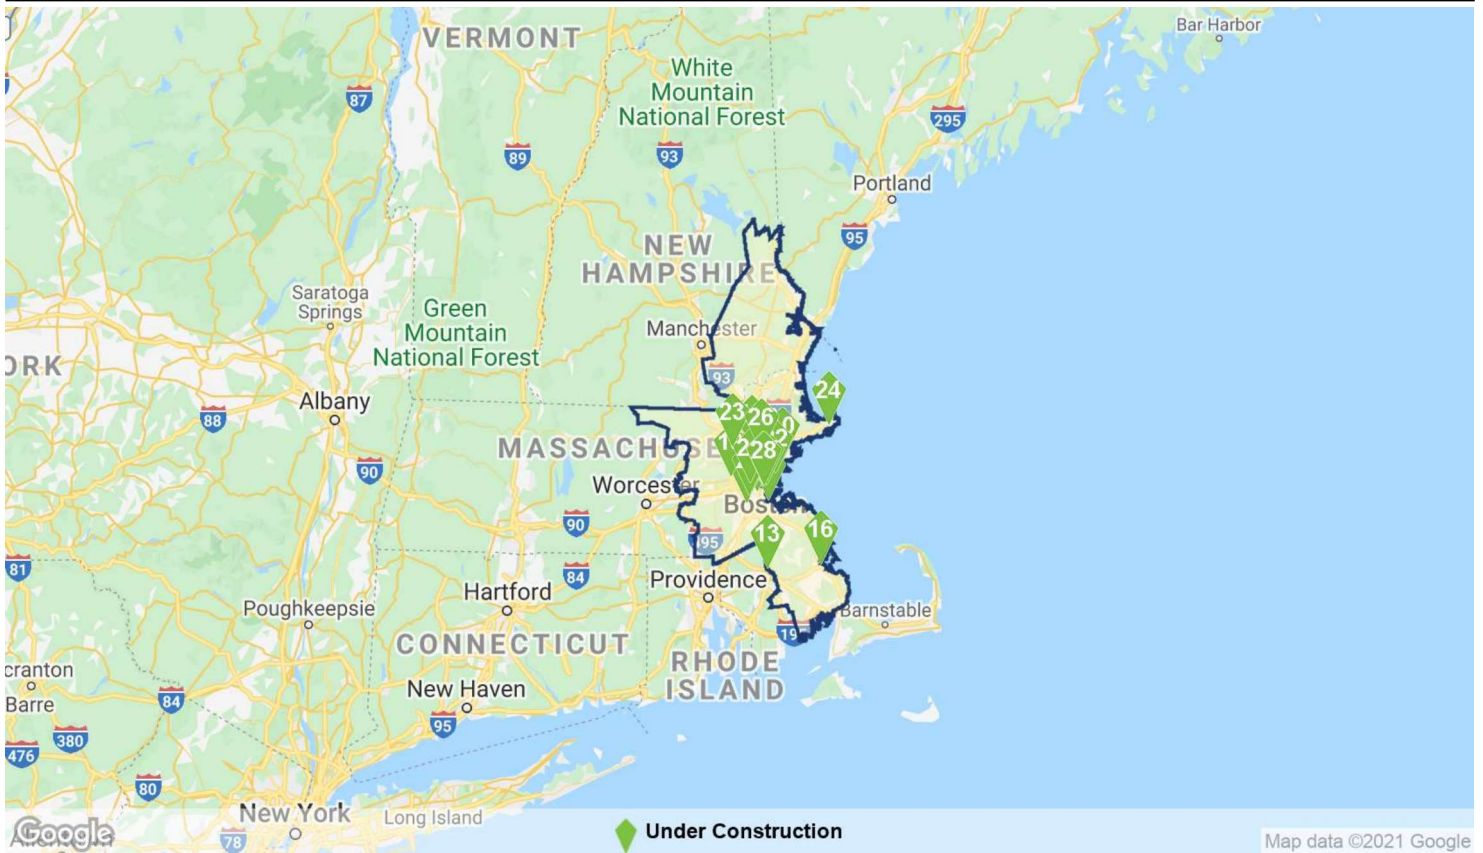 VERMONT
Bar Harbor
87
White
Mountain
National Forest
295
89
93
Portland
95
NEW
HAMPSHIRE
Saratoga
Springs
Green
Mountain
National Forest
Manchester
ORK
93
24
Albany
88
23
26
MASSACHUSE
28
90
Worcester
Boston
90
95
13
16
81
84
Providence
Hartford
Poughkeepsie
Barnstable
CONNECTICUT
RHODE
ISLAND
cranton
Barre
New Haven
84
95
380
476
80
New York
Long Island
78
Google
Under Construction
Map data ©2021 Google